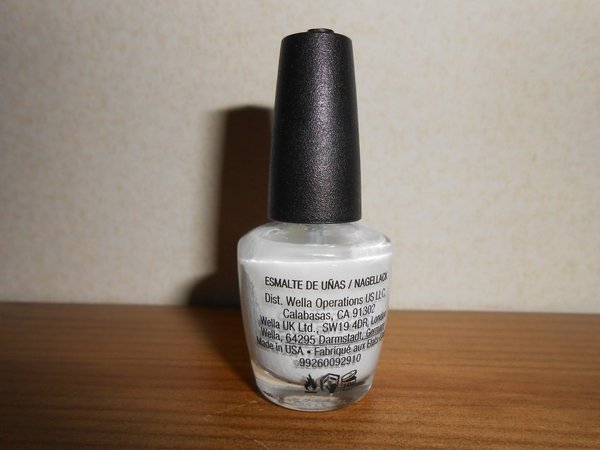 ESMALTE DE UÑAS / NAGELLACK
Dist. Wella Operations US LLC,
Calabasas, CA 91302
Wella UK Ltd., SW19 4DR, London
Wella, 64295 Darmstadt, Germany
Made in USA • Fabriqué aux États-
99260092910